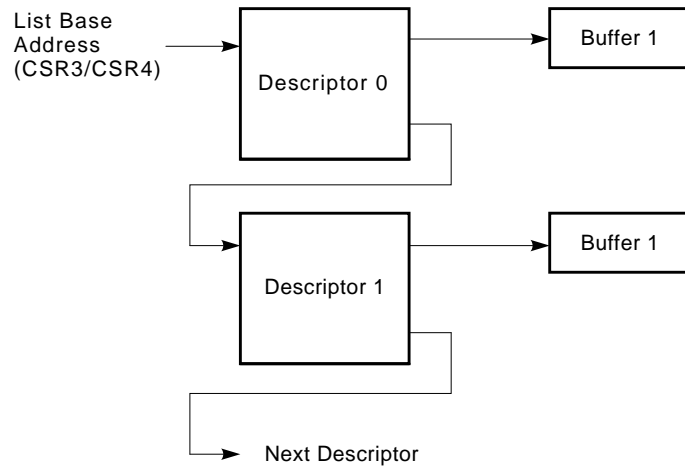 List Base
Address
(CSR3/CSR4)
Descriptor 0
Buffer 1
Descriptor 1
Buffer 1
Next Descriptor